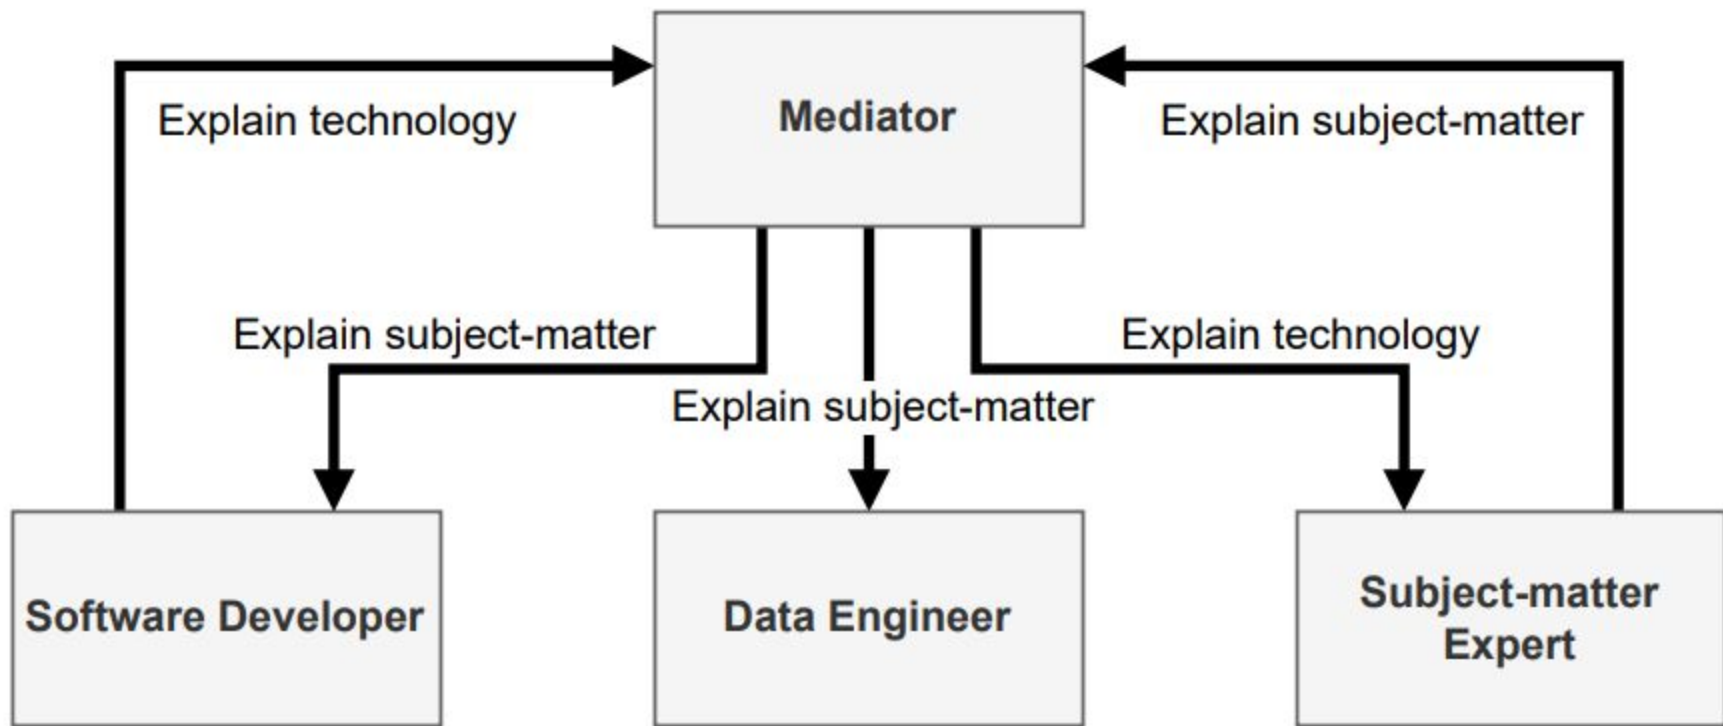 Mediator
Explain technology
Explain subject-matter
Explain subject-matter
Explain technology
Explain subject-matter
Software Developer
Data Engineer
Subject-matter
Expert